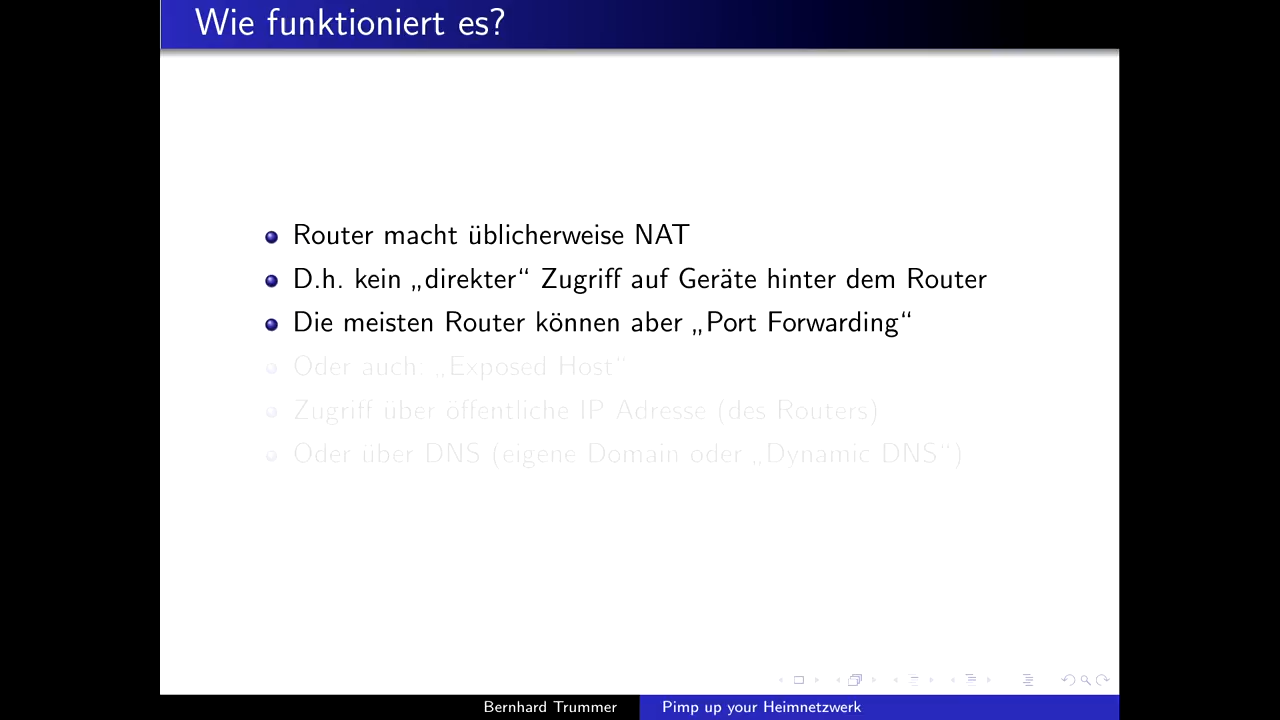 Wie funktioniert es?
Router macht üblicherweise NAT
D.h. kein „direkter“ Zugriff auf Geräte hinter dem Router
Die meisten Router können aber „Port Forwarding“
Oder auch. „Exposed Host“
Zugriff über öffentliche IP Adresse (des Routers)
Oder über DNS (eigene Domain oder „Dynamic DNS“)
Bernhard Trummer
Pimp up your Heimnetzwerk